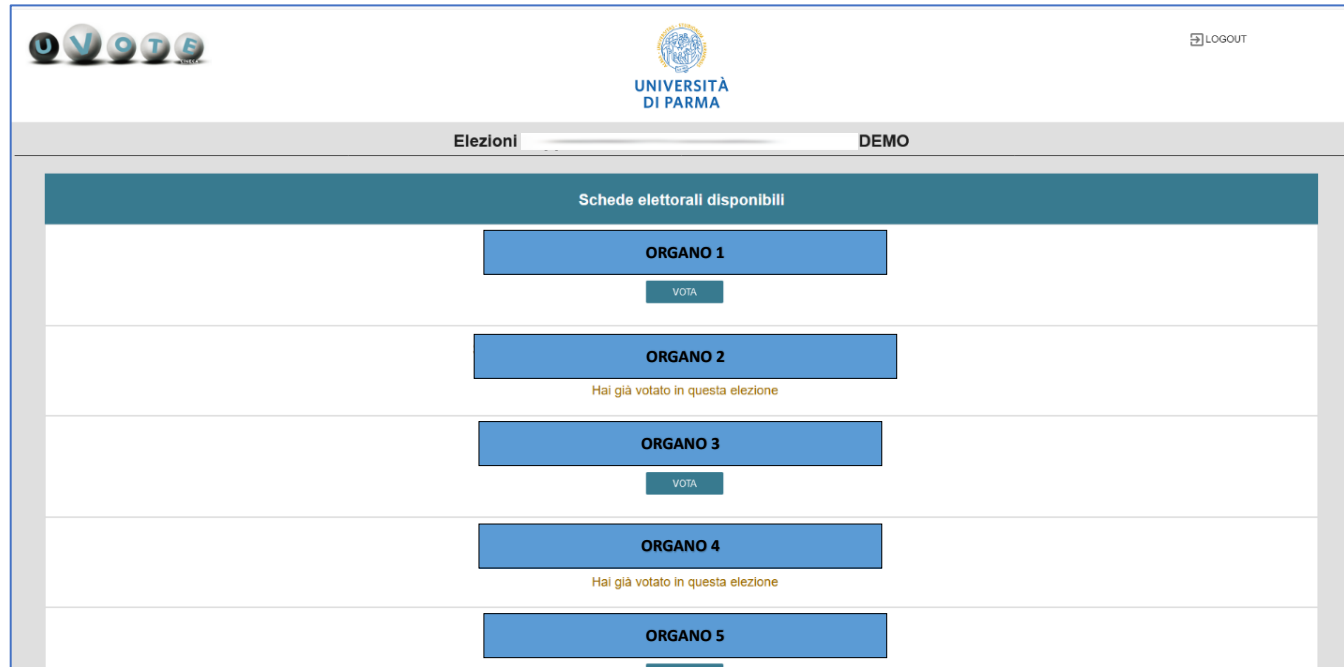 UVOTE
CINECA
UNIVERSITÀ
DI PARMA
LOGOUT
Elezioni DEMO
Schede elettorali disponibili
ORGANO 1
VOTA
ORGANO 2
Hai già votato in questa elezione
ORGANO 3
VOTA
ORGANO 4
Hai già votato in questa elezione
ORGANO 5